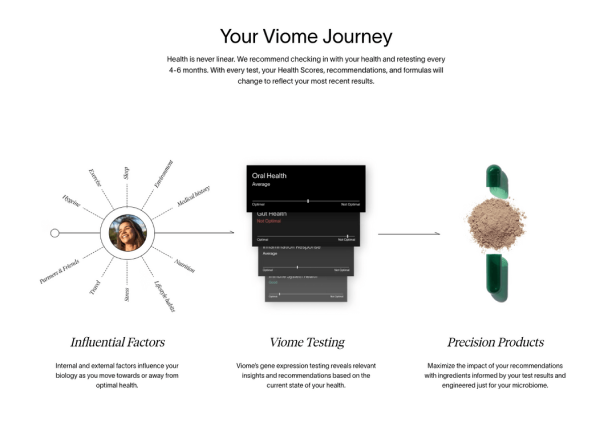 Your Viome Journey
Health is never linear. We recommend checking in with your health and retesting every
4-6 months. With every test, your Health Scores, recommendations, and formulas will
change to reflect your most recent results.
Hygiene
Exercise
Sleep
Environment
Medical history
Partners & Friends
Travel
Stress
Lifestyle habits
Nutrition
Oral Health
Average
Optimal Not Optimal
Gut Health
Not Optimal
Optimal Not Optimal
Inflammation Response
Average
Optimal Not Optimal
Immune System Health
Optimal Not Optimal
Influential Factors
Internal and external factors influence your
biology as you move towards or away from
optimal health.
Viome Testing
Viome's gene expression testing reveals relevant
insights and recommendations based on the
current state of your health.
Precision Products
Maximize the impact of your recommendations
with ingredients informed by your test results and
engineered just for your microbiome.